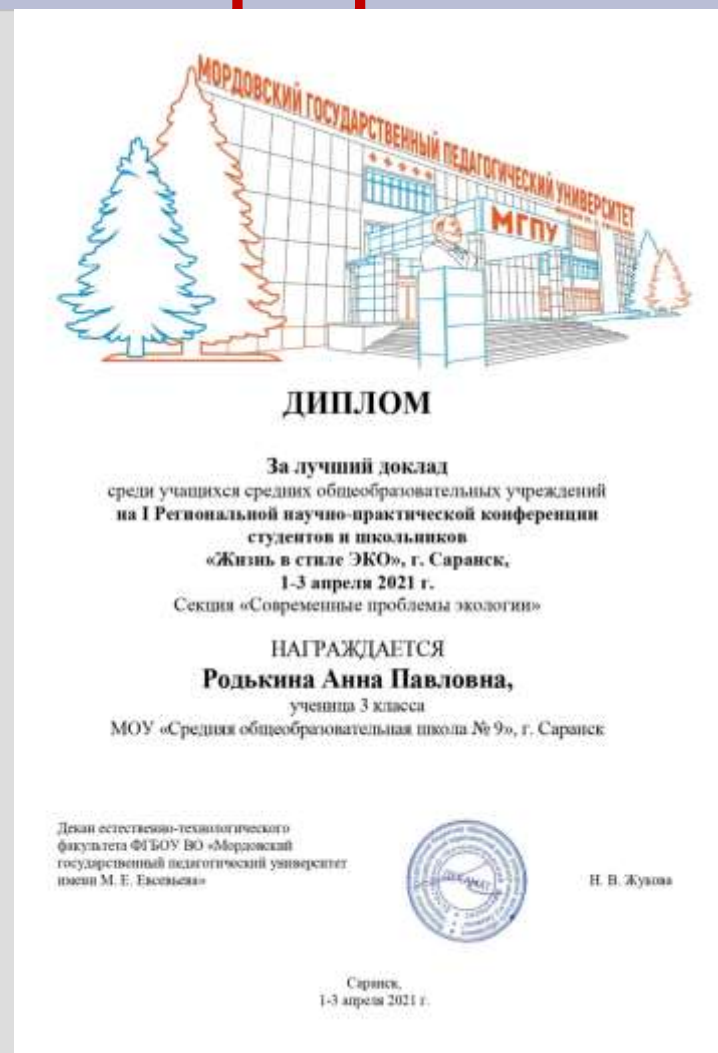 МОРДОВСКИЙ ГОСУДАРСТВЕННЫЙ ПЕДАГОГИЧЕСКИЙ УНИВЕРСИТЕТ
МГПУ
ДИПЛОМ
За лучший доклад
среди учащихся средних общеобразовательных учреждений
на I Региональной научно-практической конференции
студентов и школьников
«Жизнь в стиле ЭКО», г. Саранск,
1-3 апреля 2021 г.
Секция «Современные проблемы экологии»
НАГРАЖДАЕТСЯ
Родькина Анна Павловна,
ученица 3 класса
МОУ «Средняя общеобразовательная школа № 9», г. Саранск
Декан естественно-технологического
факультета ФГБОУ ВО «Мордовский
государственный педагогический университет
имени М. Е. Евсевьева»
ДЕКАНАТ
Н. В. Жукова
Саранск,
1-3 апреля 2021 г.